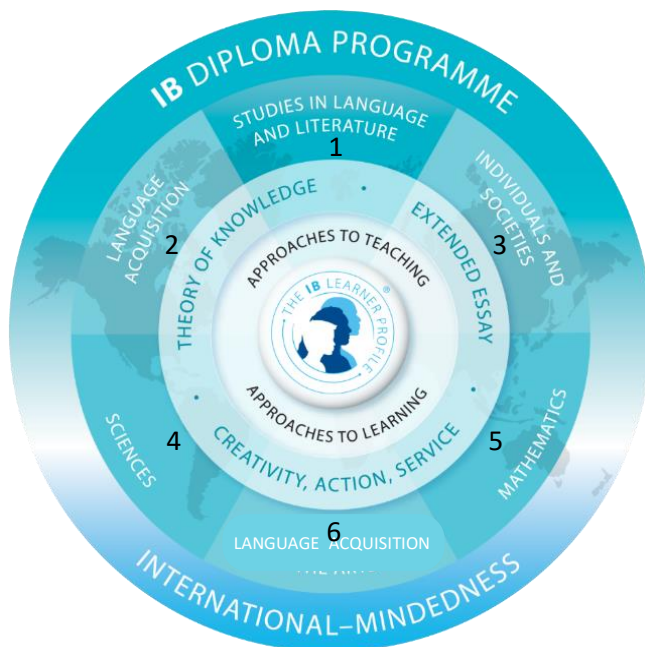 IB DIPLOMA PROGRAMME
STUDIES IN LANGUAGE
AND LITERATURE
1
LANGUAGE
ACQUISITION
2
INDIVIDUALS AND
SOCIETIES
3
THEORY OF KNOWLEDGE
EXTENDED ESSAY
APPROACHES TO TEACHING
THE IB LEARNER PROFILE
®
APPROACHES TO LEARNING
SCIENCES
4
MATHEMATICS
5
CREATIVITY, ACTION, SERVICE
6
LANGUAGE ACQUISITION
INTERNATIONAL–MINDEDNESS